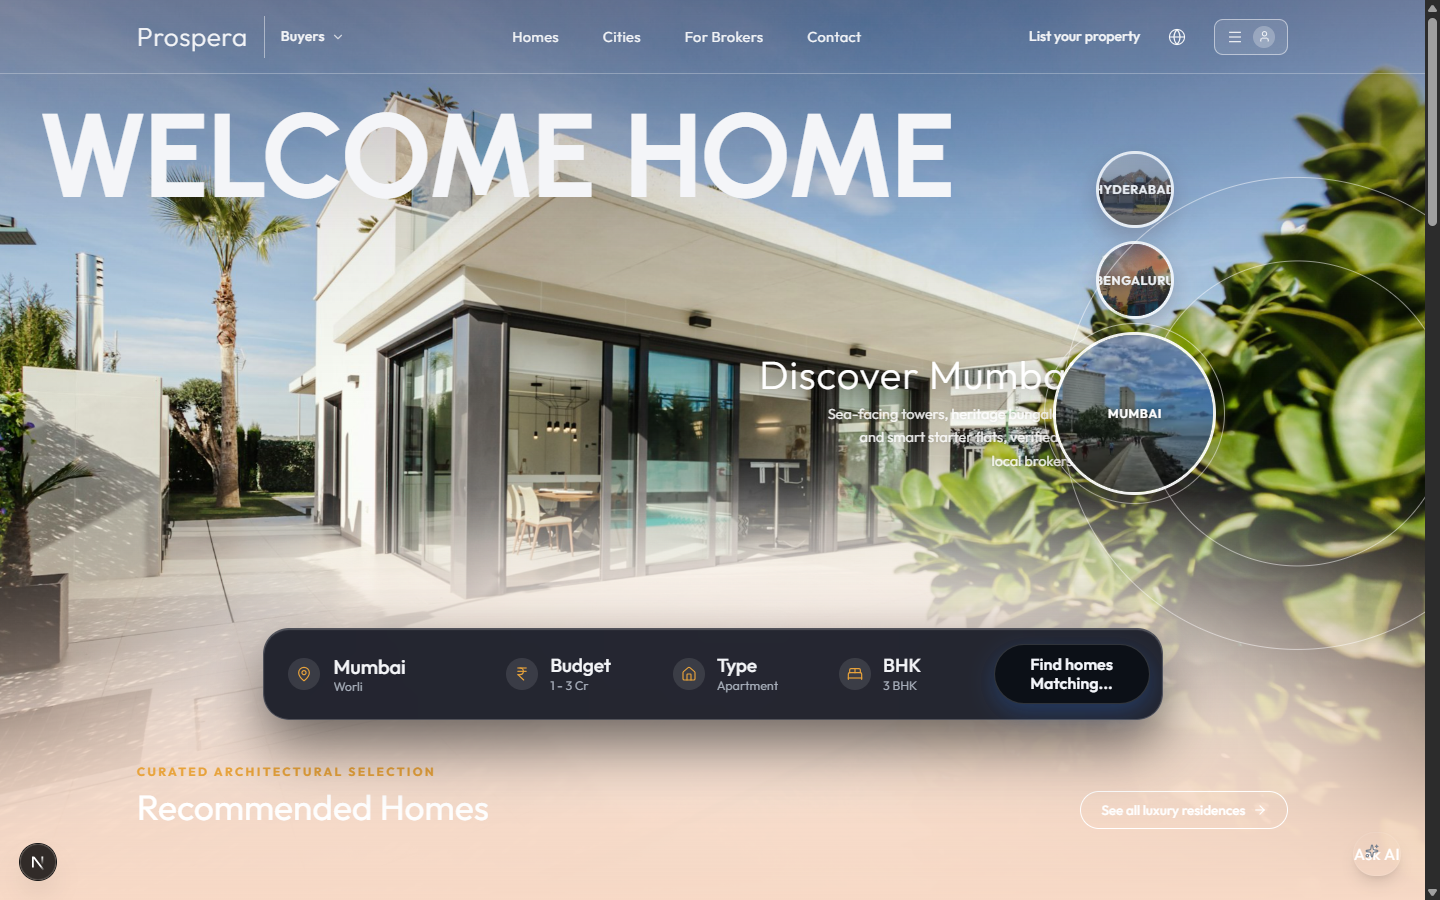 Prospera
Buyers
Homes
Cities
For Brokers
Contact
List your property
WELCOME HOME
HYDERABAD
BENGALURU
Discover Mumba
Sea-facing towers, heritage bungal
and smart starter flats, verified
local brokers
MUMBAI
Mumbai
Worli
Budget
1 - 3 Cr
Type
Apartment
BHK
3 BHK
Find homes
Matching...
CURATED ARCHITECTURAL SELECTION
Recommended Homes
See all luxury residences
N
Ask AI